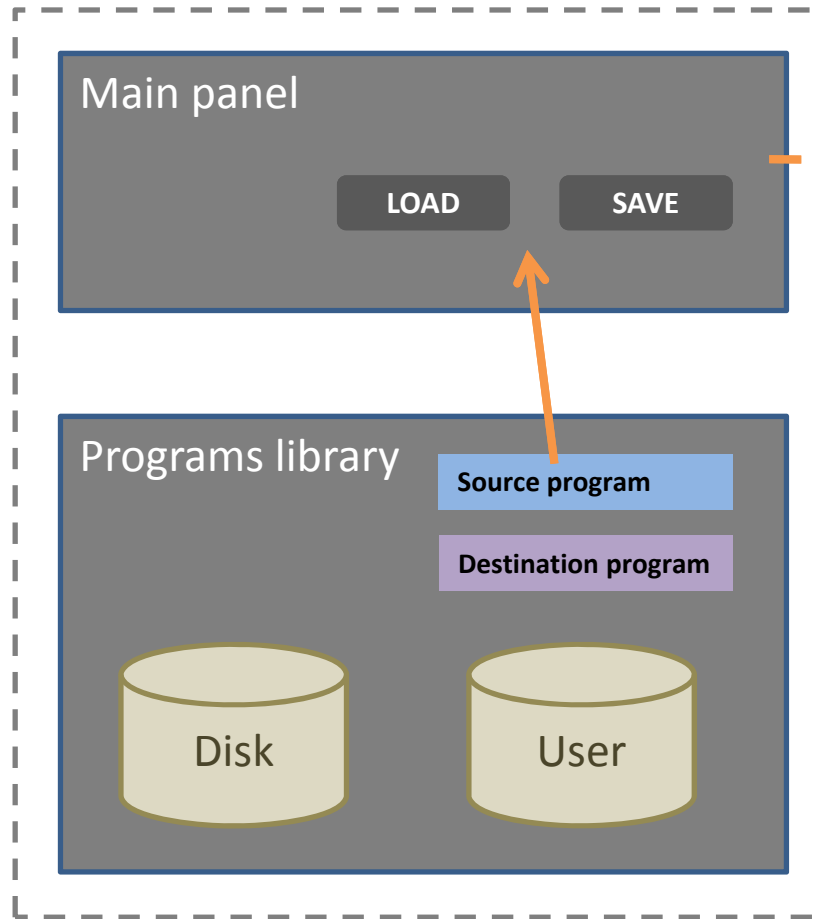 Main panel
LOAD SAVE
Programs library
Source program
Destination program
Disk User